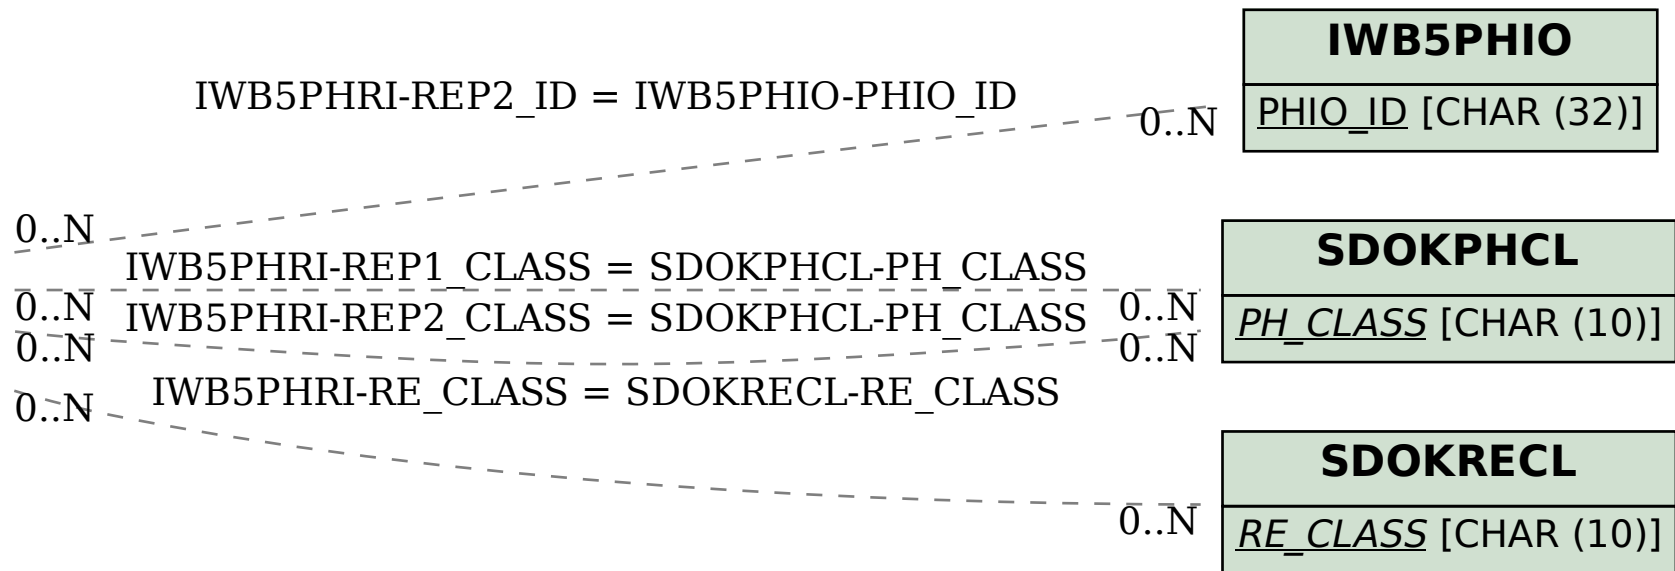 IWB5PHIO
IWB5PHRI-REP2_ID = IWB5PHIO-PHIO_ID
0..N
PHIO_ID [CHAR (32)]
0..N
SDOKPHCL
IWB5PHRI-REP1_CLASS = SDOKPHCL-PH_CLASS
0..N
0..N
IWB5PHRI-REP2_CLASS = SDOKPHCL-PH_CLASS
PH_CLASS [CHAR (10)]
0..N
0..N
IWB5PHRI-RE_CLASS = SDOKRECL-RE_CLASS
0..N
SDOKRECL
0..N
RE_CLASS [CHAR (10)]